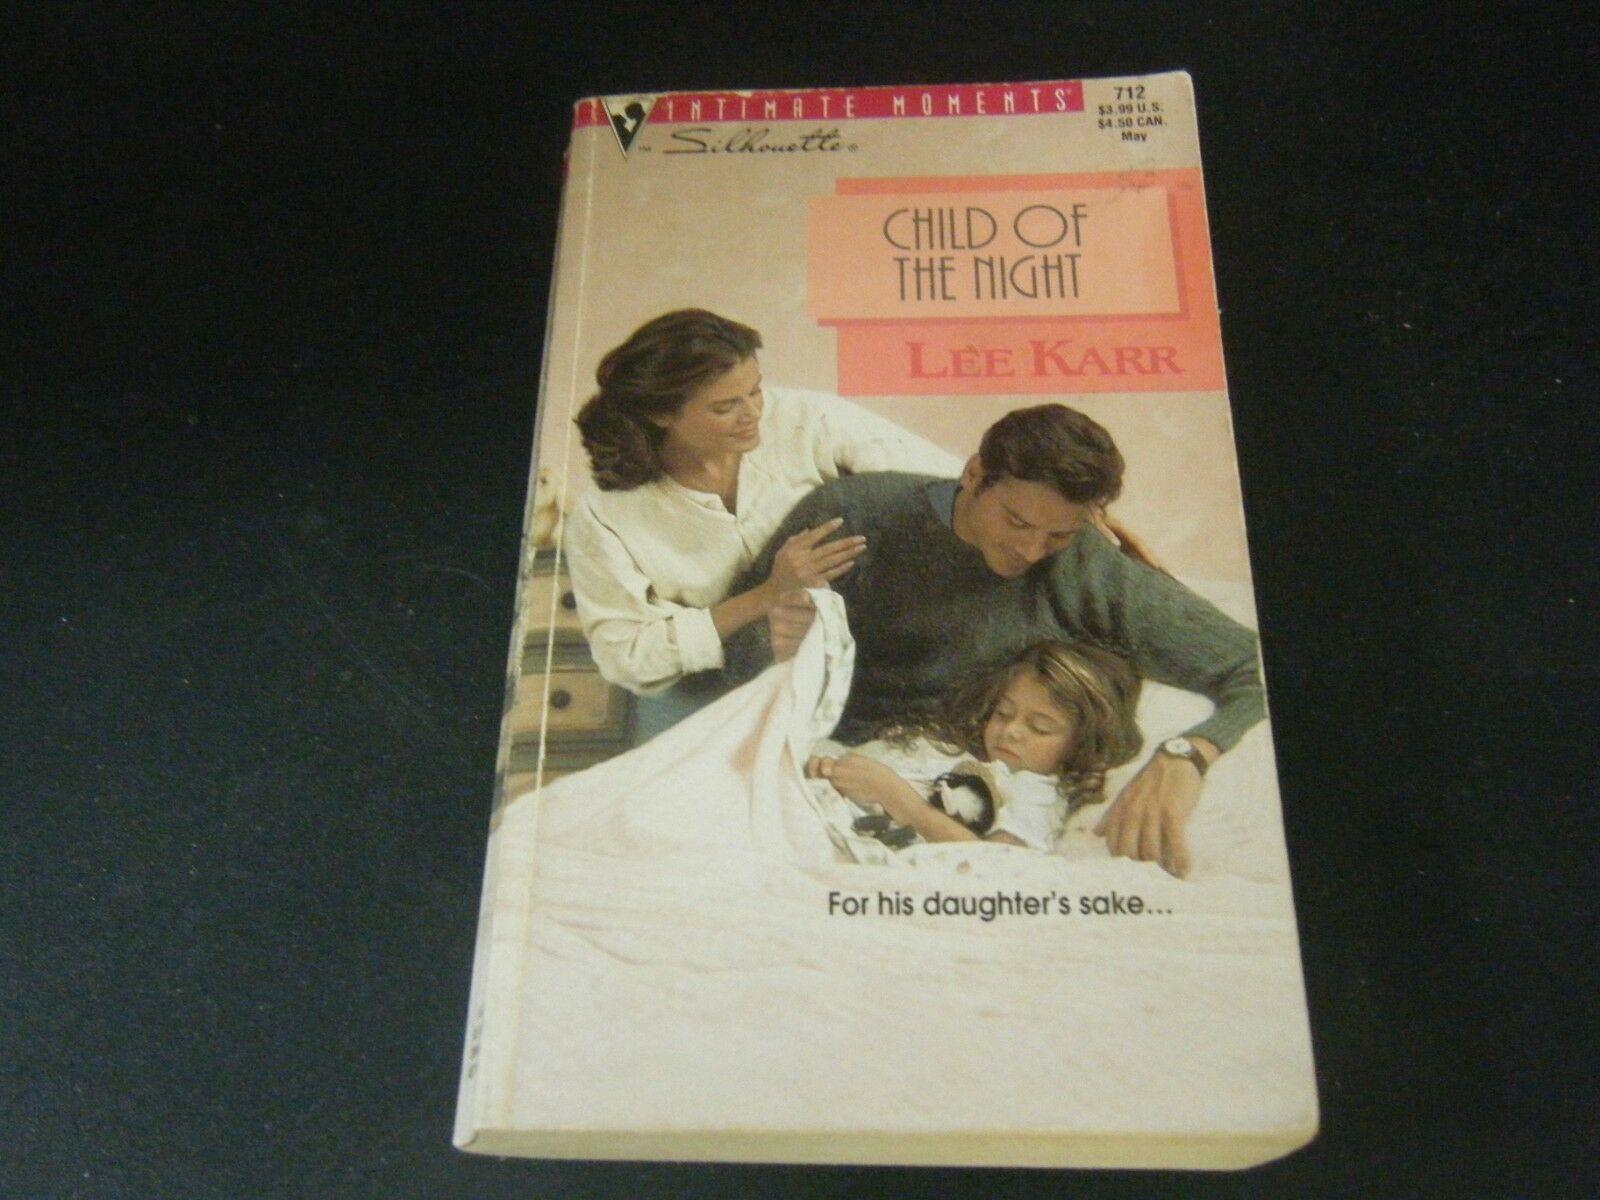 INTIMATE MOMENTS®
™ Silhouette®
712
$3.99 U.S.
$4.50 CAN.
May
CHILD OF
THE NIGHT
LEE KARR
For his daughter's sake...